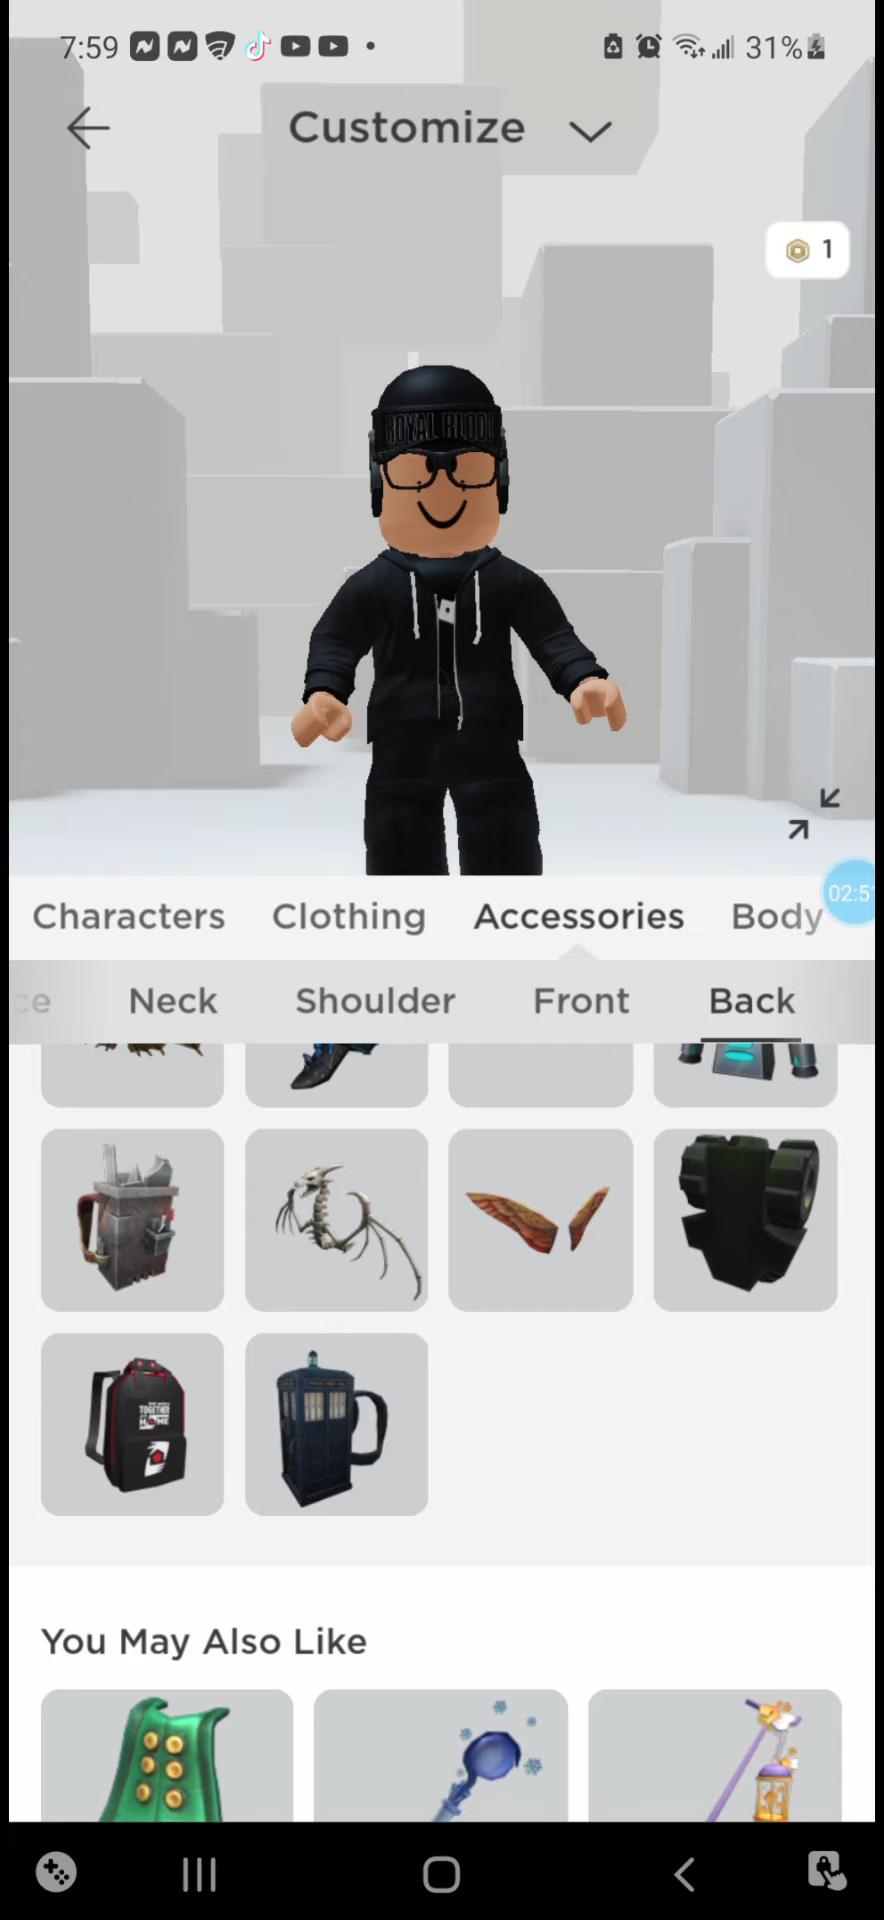 7:59
31%
Customize
1
ROYAL BLOOD
Characters
Clothing
Accessories
Body
02:5
ce
Neck
Shoulder
Front
Back
TOGETHER
HOME
You May Also Like